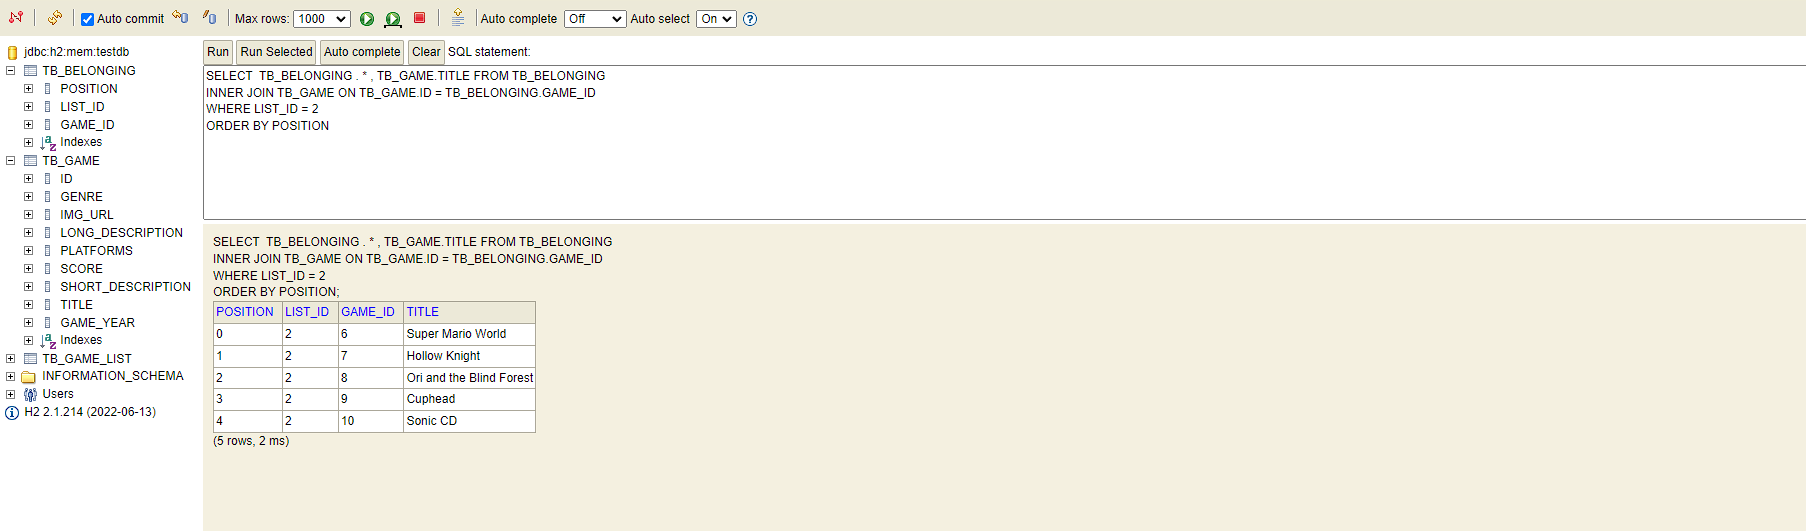 Auto commit Max rows: 1000 Auto complete Off Auto select On
jdbc:h2:mem:testdb
TB_BELONGING
POSITION
LIST_ID
GAME_ID
Indexes
TB_GAME
ID
GENRE
IMG_URL
LONG_DESCRIPTION
PLATFORMS
SCORE
SHORT_DESCRIPTION
TITLE
GAME_YEAR
Indexes
TB_GAME_LIST
INFORMATION_SCHEMA
Users
H2 2.1.214 (2022-06-13)
Run Run Selected Auto complete Clear SQL statement:
SELECT  TB_BELONGING . * , TB_GAME.TITLE FROM TB_BELONGING
INNER JOIN TB_GAME ON TB_GAME.ID = TB_BELONGING.GAME_ID
WHERE LIST_ID = 2
ORDER BY POSITION
SELECT  TB_BELONGING . * , TB_GAME.TITLE FROM TB_BELONGING
INNER JOIN TB_GAME ON TB_GAME.ID = TB_BELONGING.GAME_ID
WHERE LIST_ID = 2
ORDER BY POSITION;
POSITION LIST_ID GAME_ID TITLE
0 2 6 Super Mario World
1 2 7 Hollow Knight
2 2 8 Ori and the Blind Forest
3 2 9 Cuphead
4 2 10 Sonic CD
(5 rows, 2 ms)